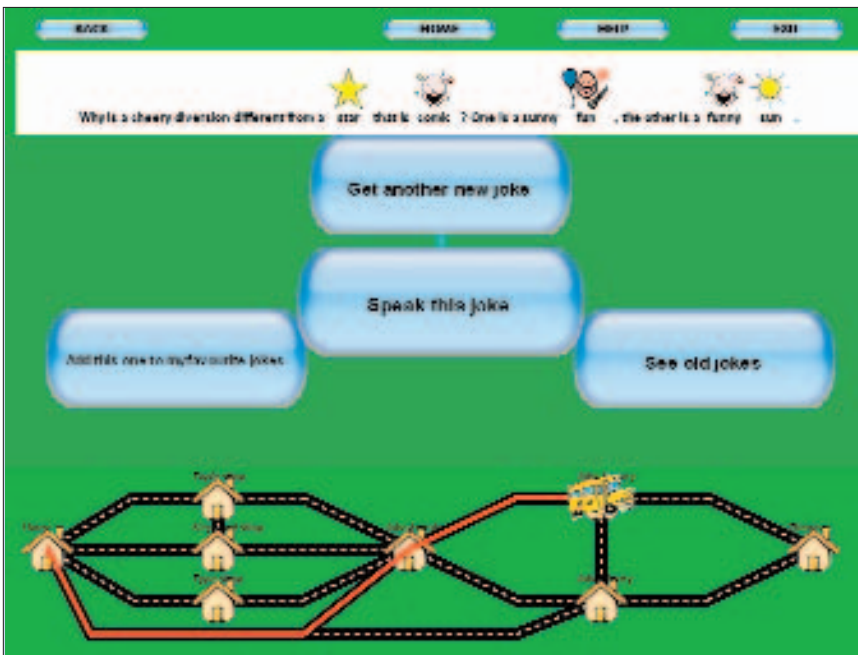 BACK HOME HELP EXIT
Why is a cheery diversion different from a star that is comic ? One is a sunny fun , the other is a funny sun .
Get another new joke
Speak this joke
Add this one to my favourite jokes
See old jokes